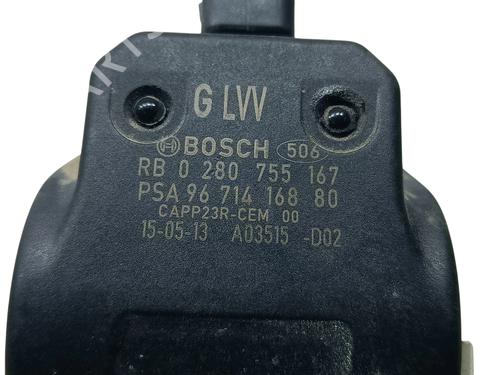 G LVV
BOSCH 506
RB 0 280 755 167
PSA 96 714 168 80
CAPP23R-CEM 00
15-05-13 A03515 -D02